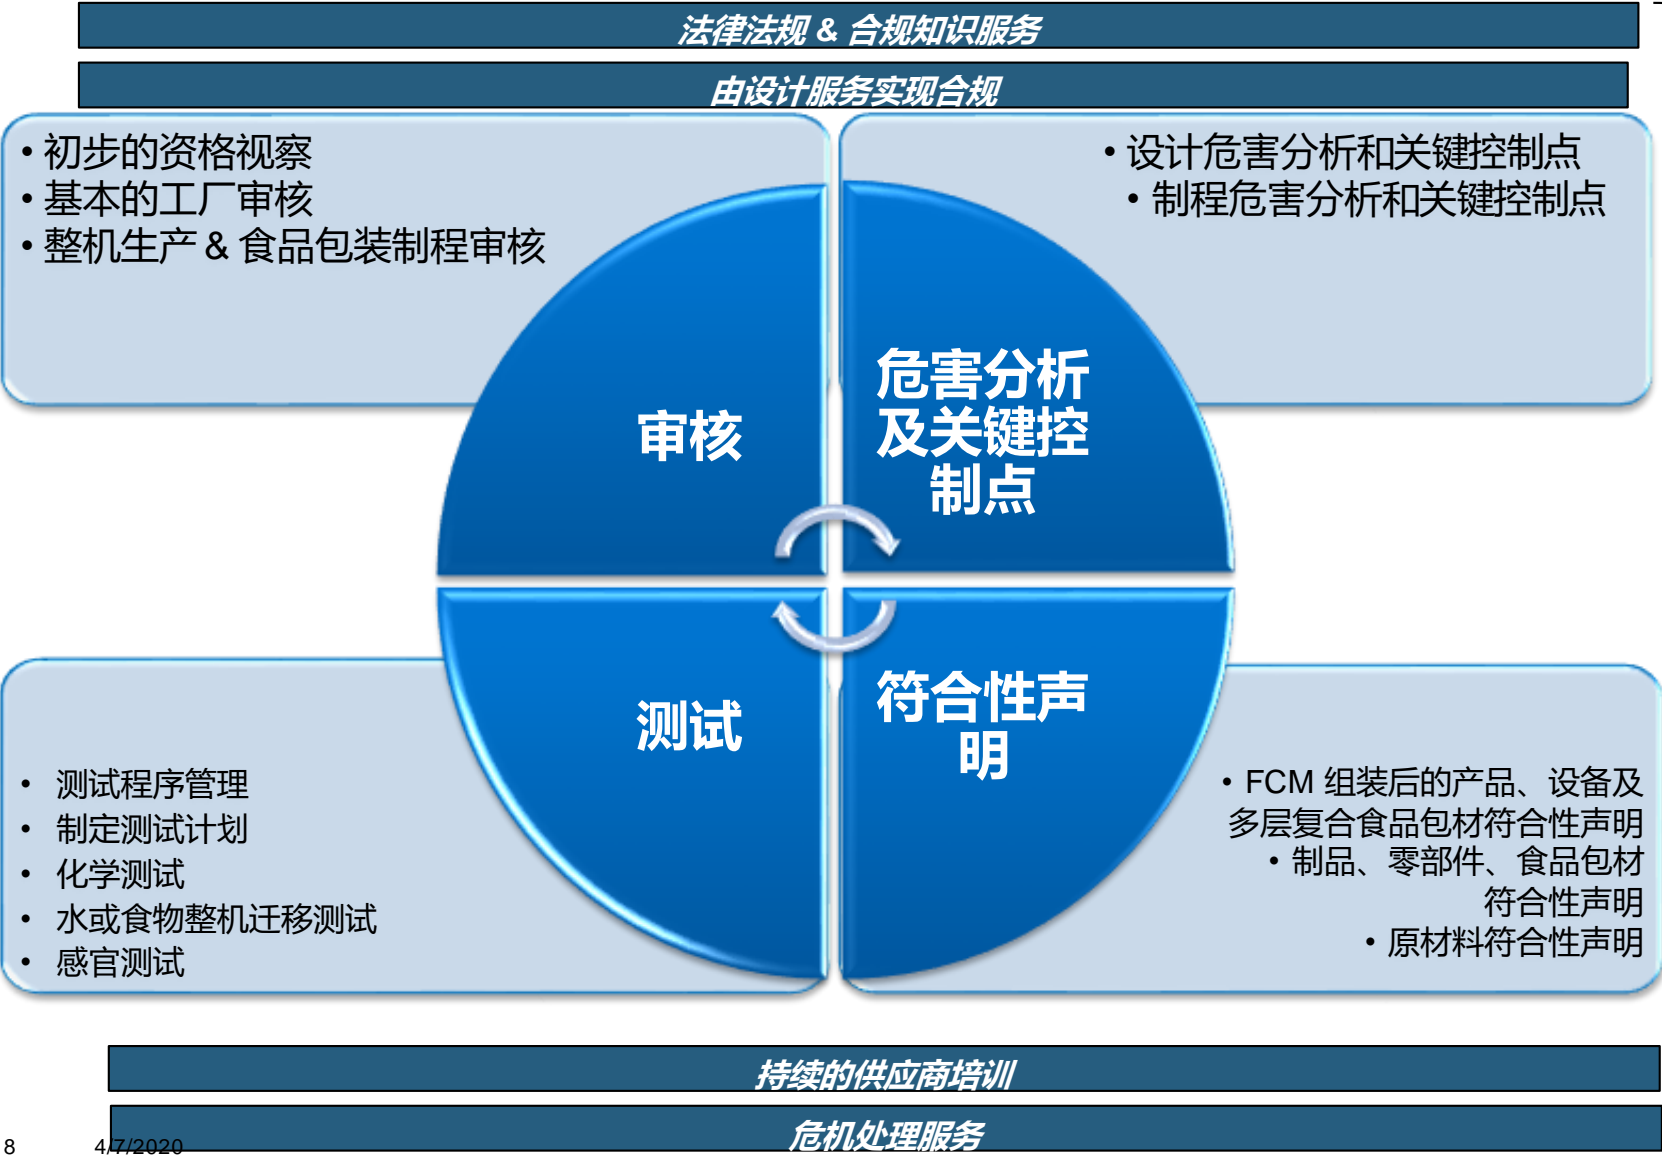 法律法规 & 合规知识服务
由设计服务实现合规
• 初步的资格视察
• 基本的工厂审核
• 整机生产 & 食品包装制程审核
• 设计危害分析和关键控制点
• 制程危害分析和关键控制点
审核
危害分析
及关键控
制点
测试
符合性声
明
• 测试程序管理
• 制定测试计划
• 化学测试
• 水或食物整机迁移测试
• 感官测试
• FCM 组装后的产品、设备及
多层复合食品包材符合性声明
• 制品、零部件、食品包材
符合性声明
• 原材料符合性声明
持续的供应商培训
危机处理服务
8 4/7/2020